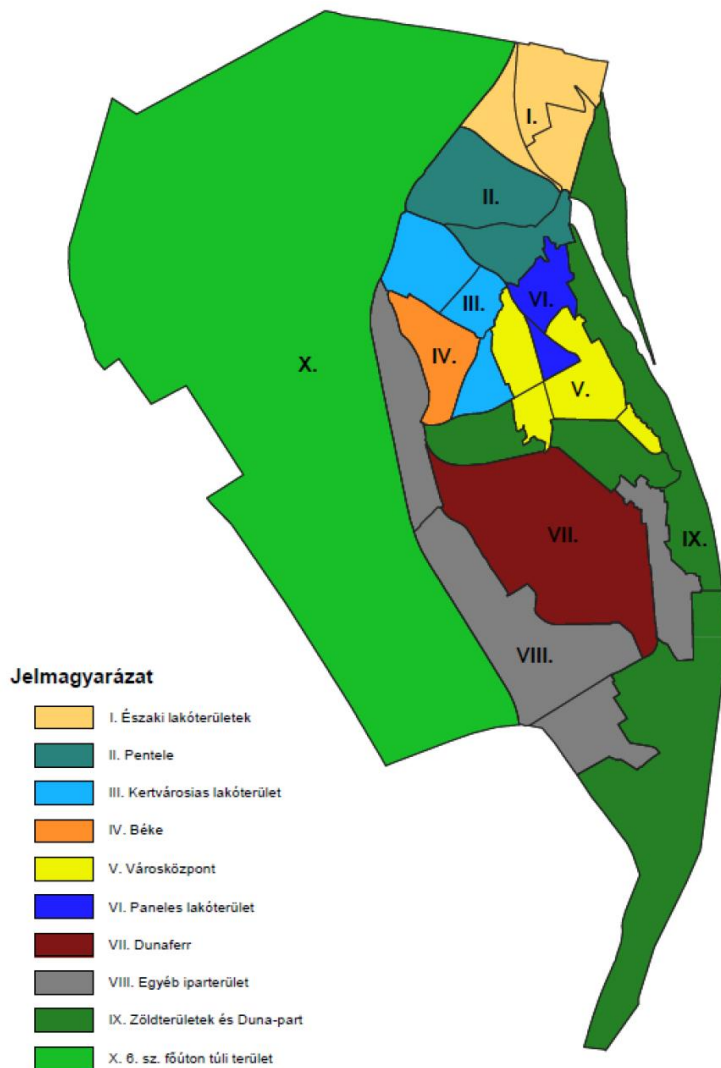 I.
II.
III.
VI.
IV.
X.
V.
VII.
IX.
VIII.
Jelmagyarázat
I. Északi lakóterületek
II. Pentele
III. Kertvárosias lakóterület
IV. Béke
V. Városközpont
VI. Paneles lakóterület
VII. Dunaferr
VIII. Egyéb iparterület
IX. Zöldterületek és Duna-part
X. 6. sz. főúton túli terület